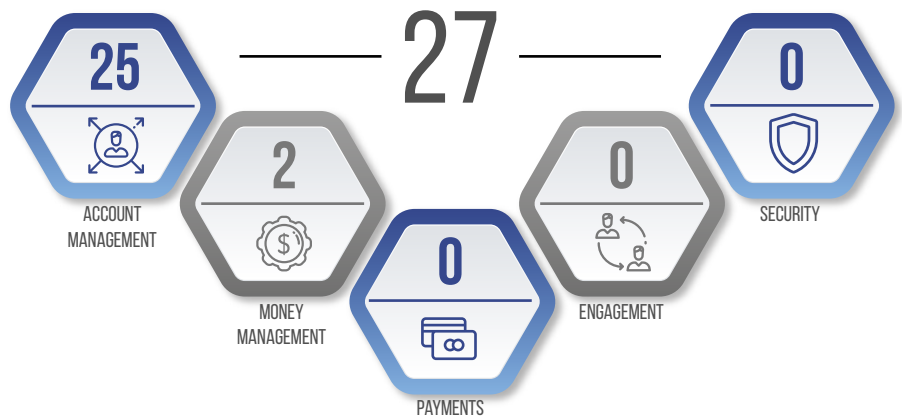 27
25
ACCOUNT
MANAGEMENT
2
$
MONEY
MANAGEMENT
0
PAYMENTS
0
ENGAGEMENT
0
SECURITY